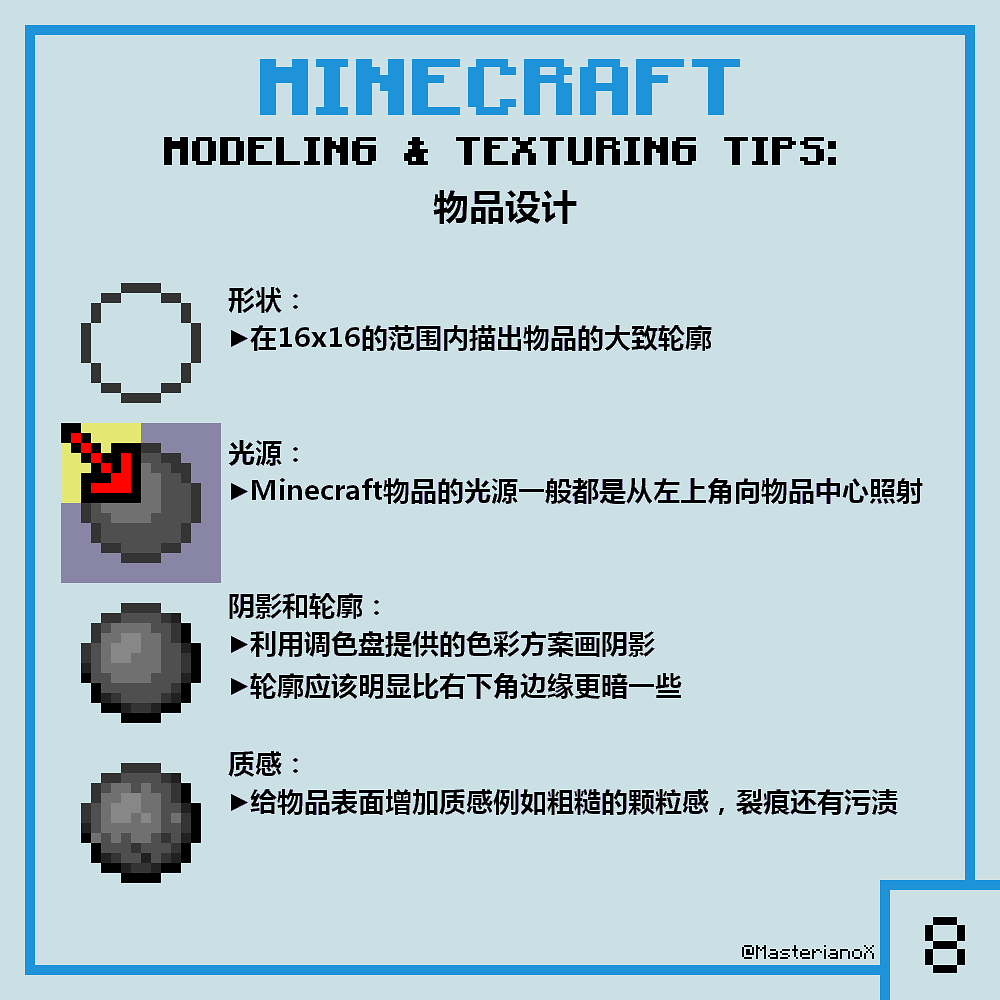 MINECRAFT
MODELING & TEXTURING TIPS:
物品设计
形状：
▶在16x16的范围内描出物品的大致轮廓
光源：
▶Minecraft物品的光源一般都是从左上角向物品中心照射
阴影和轮廓：
▶利用调色盘提供的色彩方案画阴影
▶轮廓应该明显比右下角边缘更暗一些
质感：
▶给物品表面增加质感例如粗糙的颗粒感，裂痕还有污渍
@MasterianoX
8